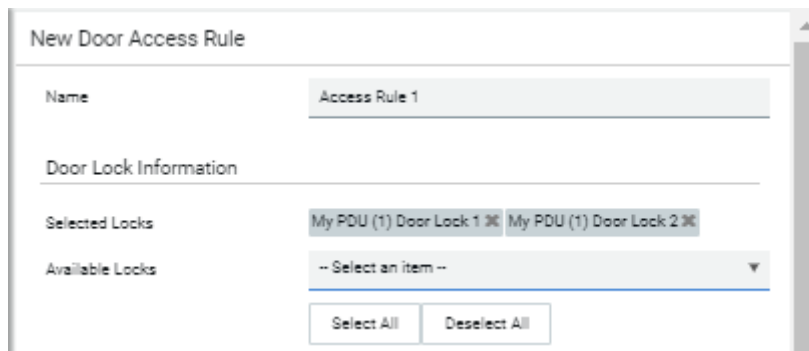 New Door Access Rule
Name Access Rule 1
Door Lock Information
Selected Locks My PDU (1) Door Lock 1 My PDU (1) Door Lock 2
Available Locks -- Select an item --
Select All Deselect All